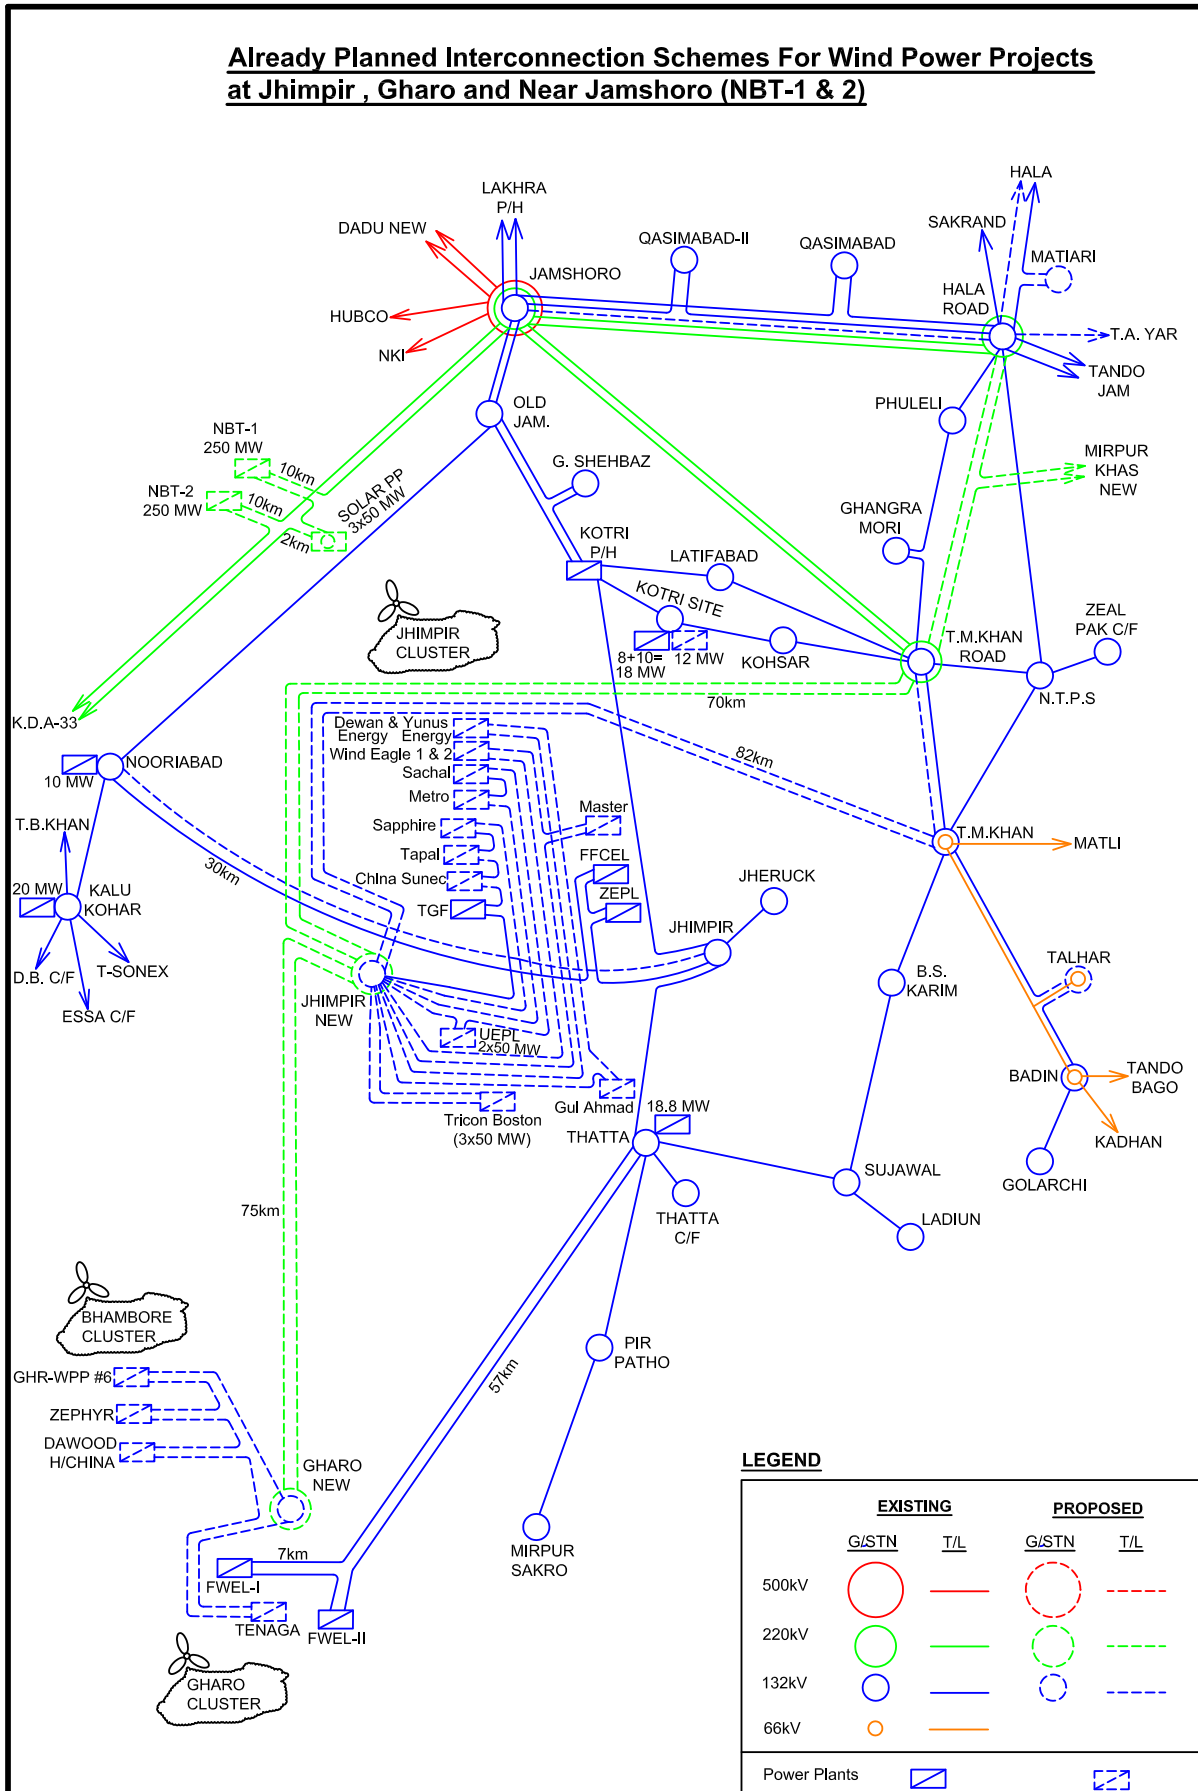 Already Planned Interconnection Schemes For Wind Power Projects
at Jhimpir , Gharo and Near Jamshoro (NBT-1 & 2)
HALA
LAKHRA
P/H
DADU NEW
SAKRAND
QASIMABAD-II
QASIMABAD
MATIARI
JAMSHORO
HALA
ROAD
HUBCO
T.A. YAR
NKI
TANDO
JAM
OLD
JAM.
PHULELI
NBT-1
250 MW
10km
G. SHEHBAZ
MIRPUR
KHAS
NEW
NBT-2
250 MW
10km
SOLAR PP
3x50 MW
2km
GHANGRA
MORI
KOTRI
P/H
LATIFABAD
KOTRI SITE
ZEAL
PAK C/F
JHIMPIR
CLUSTER
8+10=
18 MW
12 MW
KOHSAR
T.M.KHAN
ROAD
N.T.P.S
70km
K.D.A-33
Dewan & Yunus
Energy Energy
Wind Eagle 1 & 2
Sachal
Metro
Sapphire
Tapal
ChIna Sunec
TGF
82km
NOORIABAD
10 MW
Master
FFCEL
ZEPL
T.M.KHAN
MATLI
T.B.KHAN
30km
20 MW
KALU
KOHAR
JHERUCK
JHIMPIR
D.B. C/F
T-SONEX
ESSA C/F
JHIMPIR
NEW
B.S.
KARIM
TALHAR
UEPL
2x50 MW
BADIN
TANDO
BAGO
Gul Ahmad
18.8 MW
Tricon Boston
(3x50 MW)
THATTA
KADHAN
SUJAWAL
GOLARCHI
75km
THATTA
C/F
LADIUN
BHAMBORE
CLUSTER
PIR
PATHO
57km
GHR-WPP #6
ZEPHYR
DAWOOD
H/CHINA
GHARO
NEW
7km
FWEL-I
MIRPUR
SAKRO
TENAGA
FWEL-II
GHARO
CLUSTER
LEGEND
EXISTING PROPOSED
G/STN T/L G/STN T/L
500kV
220kV
132kV
66kV
Power Plants